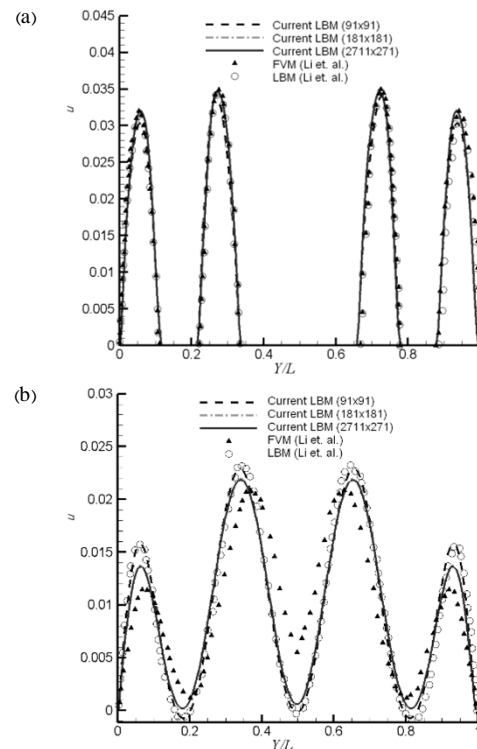 (a)
0.045
0.04
0.035
0.03
0.025
0.02
0.015
0.01
0.005
0
u
Current LBM (91x91)
Current LBM (181x181)
Current LBM (2711x271)
FVM (Li et. al.)
LBM (Li et. al.)
0 0.2 0.4 0.6 0.8
Y/L
(b)
0.03
0.025
0.02
0.015
0.01
0.005
0
u
Current LBM (91x91)
Current LBM (181x181)
Current LBM (2711x271)
FVM (Li et. al.)
LBM (Li et. al.)
0 0.2 0.4 0.6 0.8
Y/L